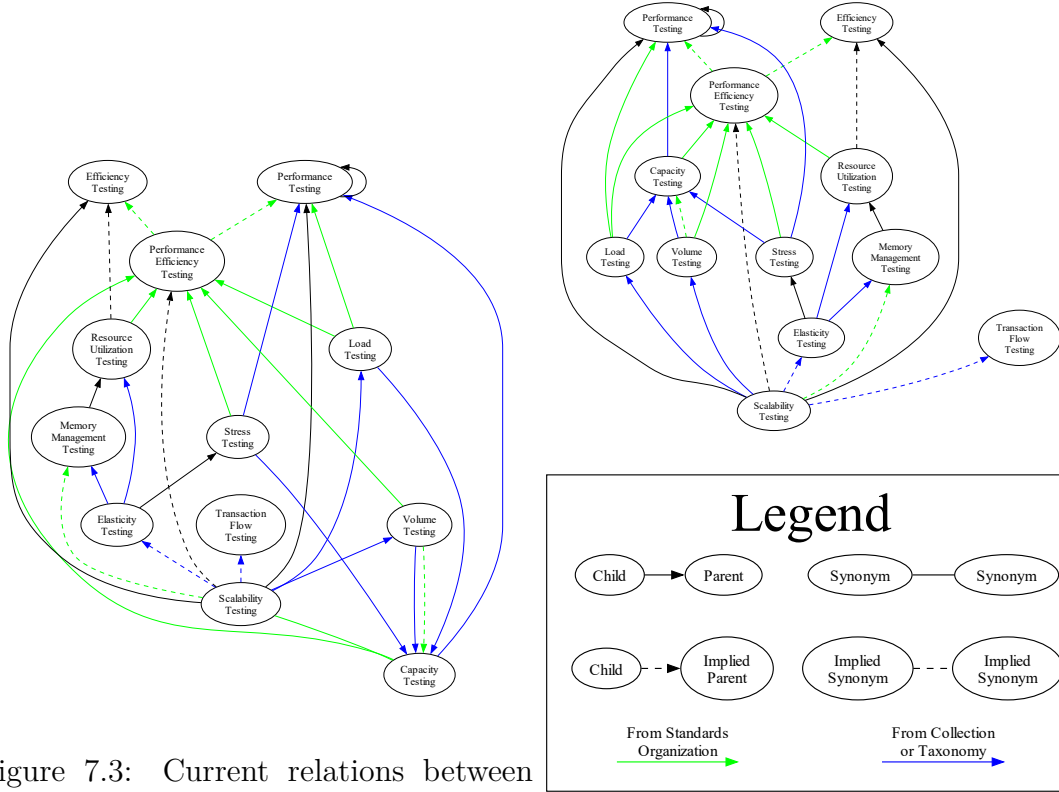 Performance
Testing
Efficiency
Testing
Performance
Efficiency
Testing
Capacity
Testing
Resource
Utilization
Testing
Load
Testing
Volume
Testing
Stress
Testing
Memory
Management
Testing
Elasticity
Testing
Transaction
Flow
Testing
Scalability
Testing
Efficiency
Testing
Performance
Testing
Performance
Efficiency
Testing
Resource
Utilization
Testing
Load
Testing
Memory
Management
Testing
Stress
Testing
Elasticity
Testing
Transaction
Flow
Testing
Volume
Testing
Scalability
Testing
Capacity
Testing
igure 7.3: Current relations between
Legend
Child
Parent
Synonym
Synonym
Child
Implied
Parent
Implied
Synonym
Implied
Synonym
From Standards
Organization
From Collection
or Taxonomy